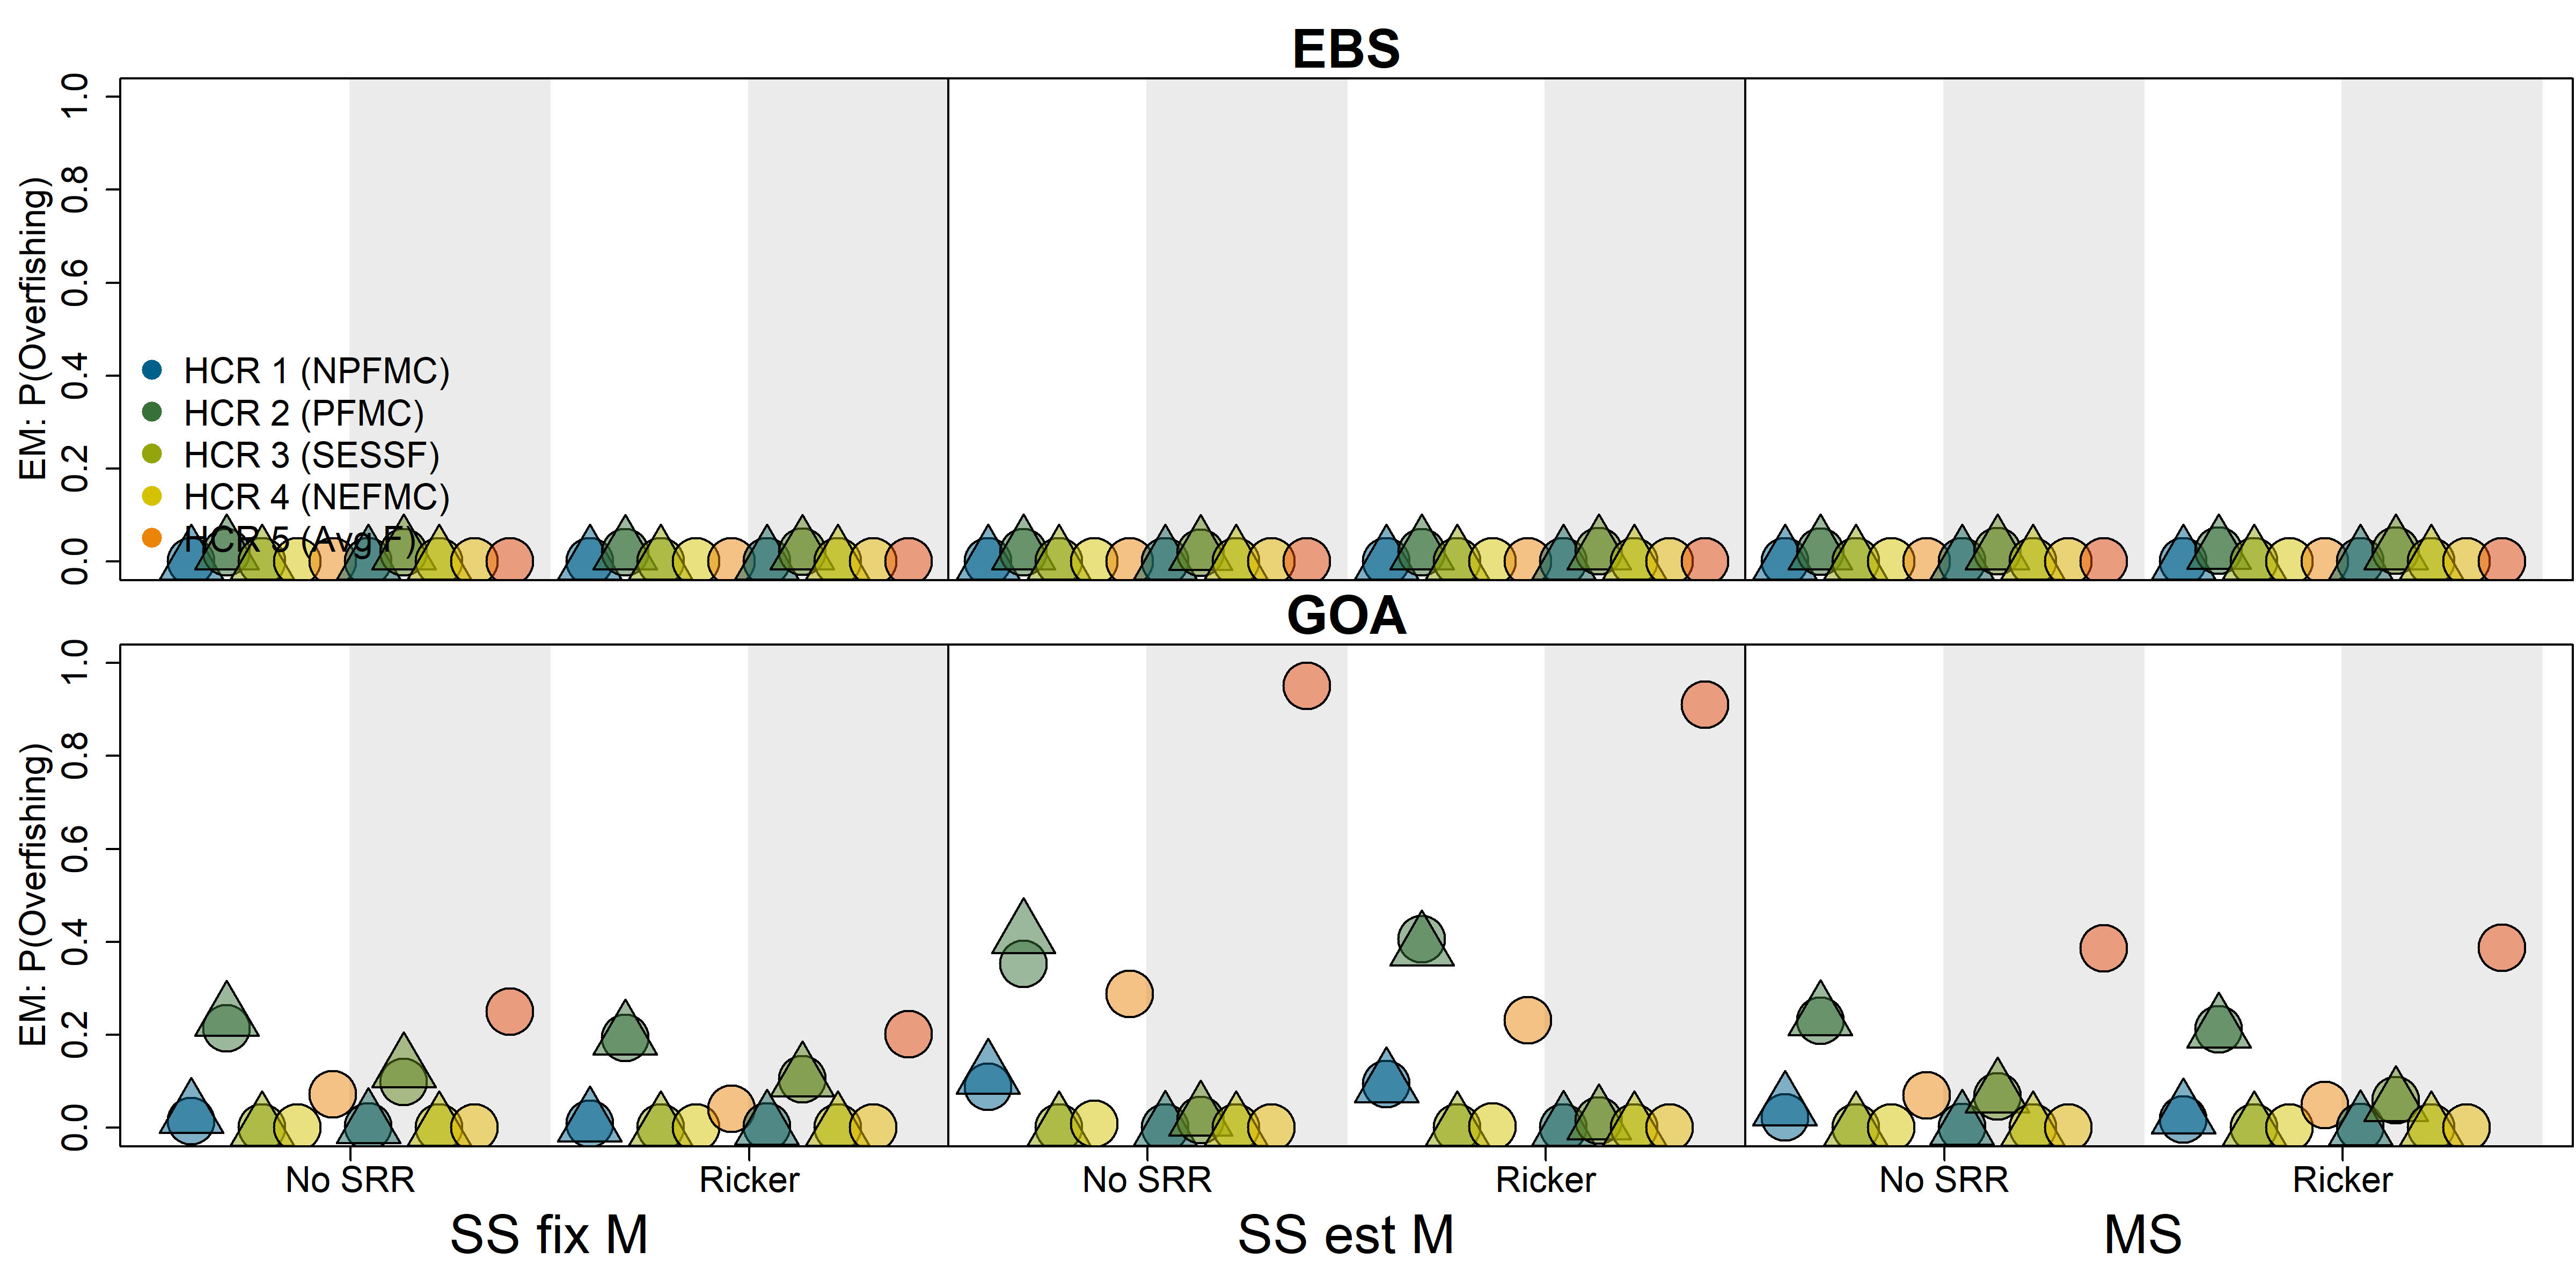 EBS
EM: P(Overfishing)
1.0
0.8
0.6
0.4
0.2
0.0
HCR 1 (NPFMC)
HCR 2 (PFMC)
HCR 3 (SESSF)
HCR 4 (NEFMC)
HCR 5 (Avg F)
GOA
EM: P(Overfishing)
1.0
0.8
0.6
0.4
0.2
0.0
No SRR Ricker No SRR Ricker No SRR Ricker
SS fix M SS est M MS